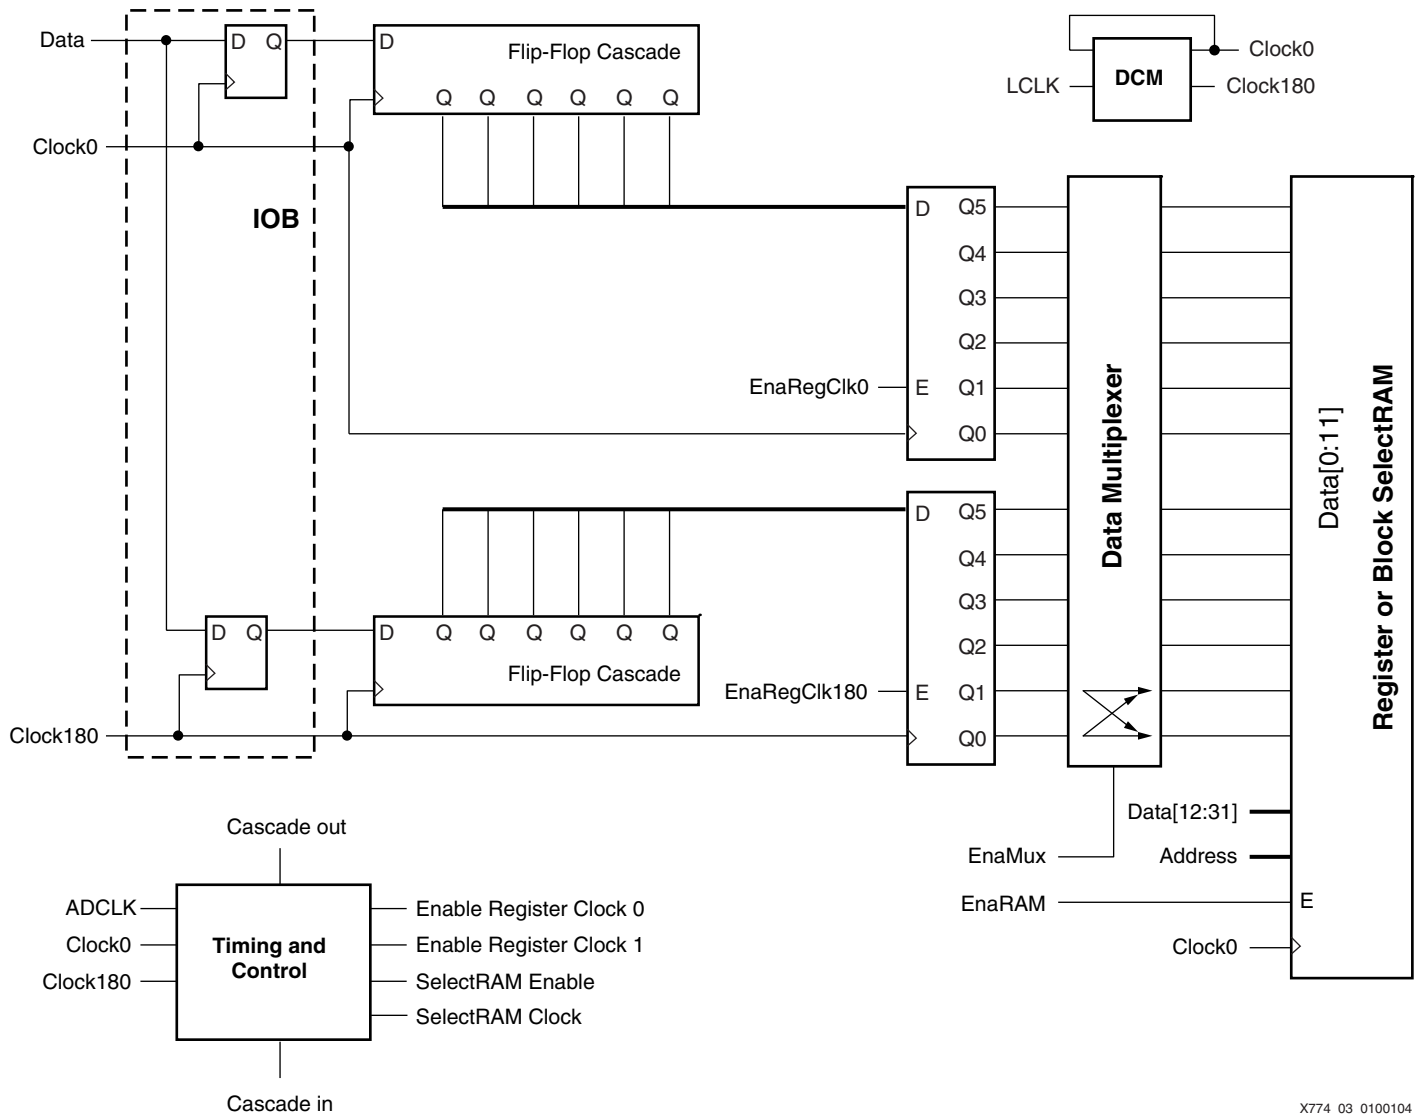 Data
D Q
D
Flip-Flop Cascade
Q Q Q Q Q Q
Clock0
IOB
DCM
LCLK
Clock0
Clock180
D Q5
Q4
Q3
Q2
EnaRegClk0
E Q1
Q0
D Q5
Q4
Q3
Q2
EnaRegClk180
E Q1
Q0
D Q
D Q Q Q Q Q Q
Flip-Flop Cascade
Clock180
Data Multiplexer
Data[0:11]
Register or Block SelectRAM
Data[12:31]
EnaMux
Address
EnaRAM
E
Clock0
Cascade out
ADCLK
Clock0
Clock180
Timing and
Control
Enable Register Clock 0
Enable Register Clock 1
SelectRAM Enable
SelectRAM Clock
Cascade in
X774_03_0100104